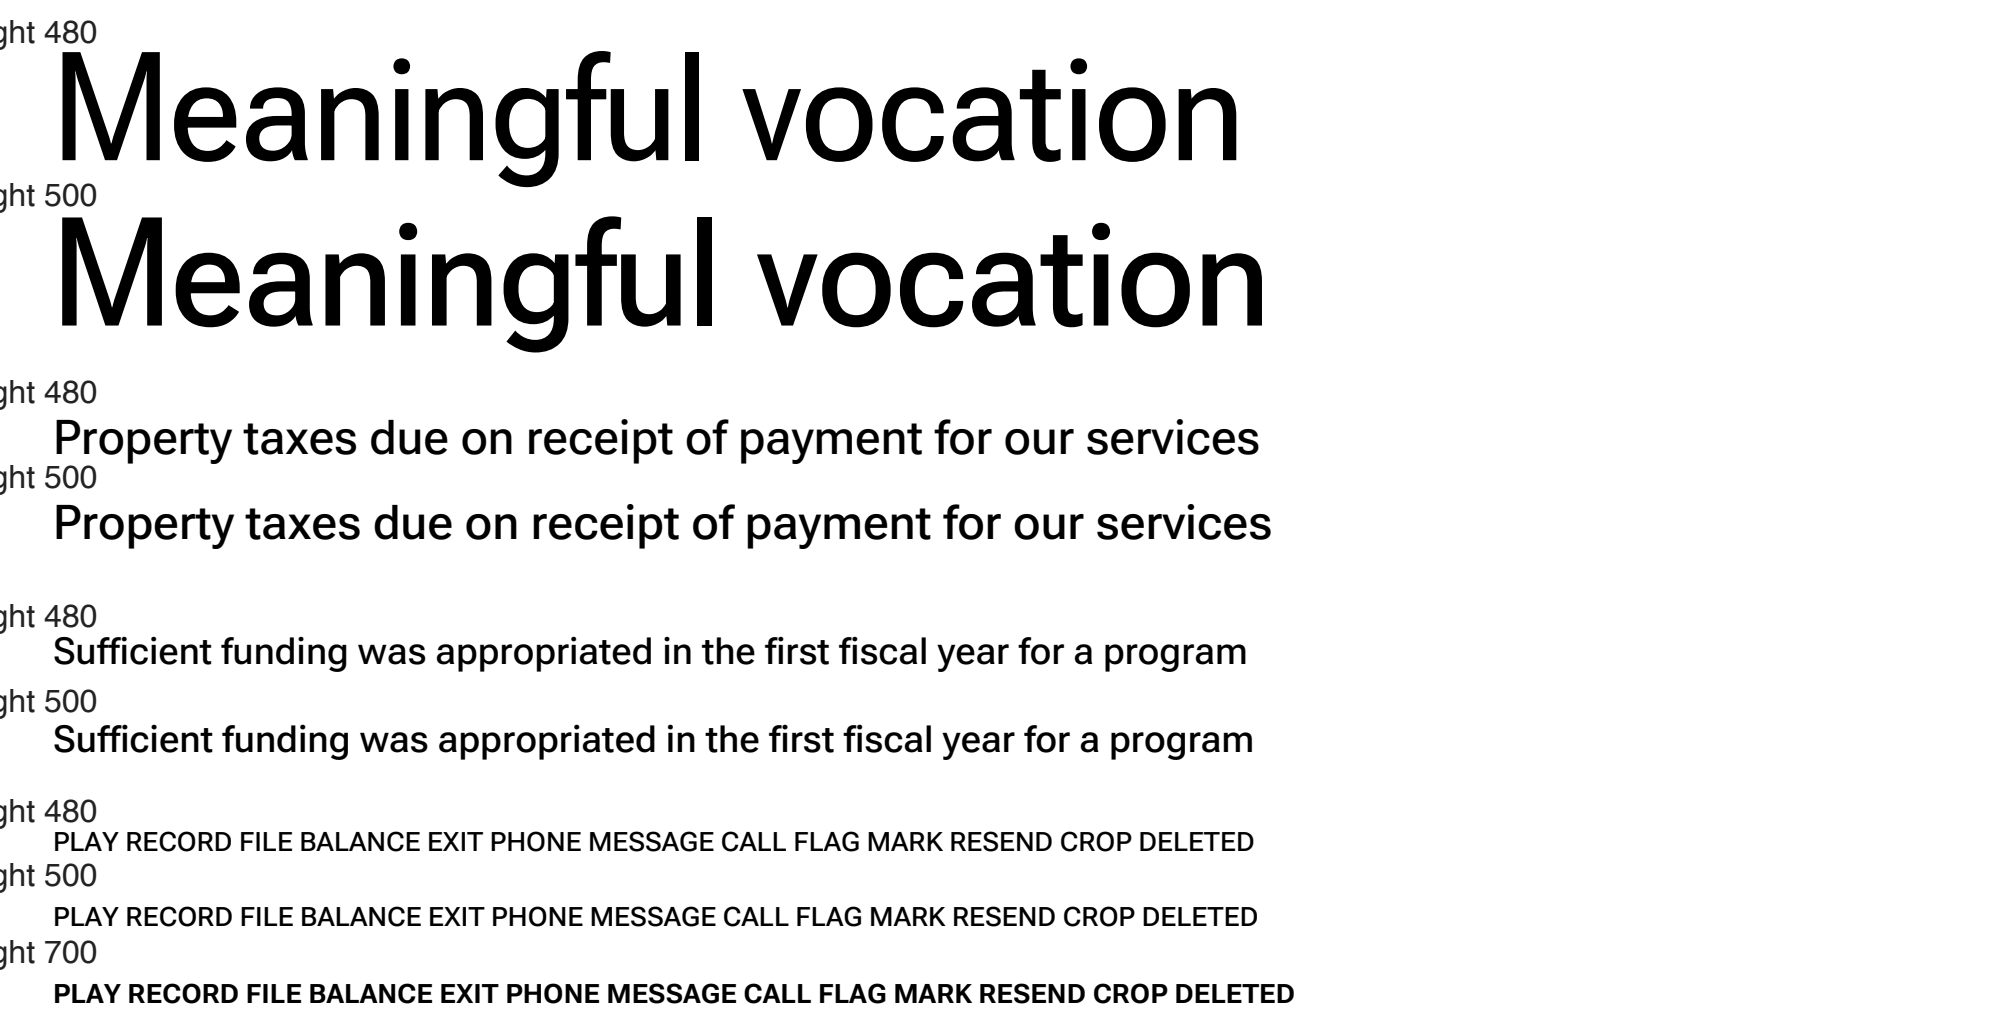 ght 480
Meaningful vocation
ght 500
Meaningful vocation
ght 480
Property taxes due on receipt of payment for our services
ght 500
Property taxes due on receipt of payment for our services
ght 480
Sufficient funding was appropriated in the first fiscal year for a program
ght 500
Sufficient funding was appropriated in the first fiscal year for a program
ght 480
PLAY RECORD FILE BALANCE EXIT PHONE MESSAGE CALL FLAG MARK RESEND CROP DELETED
ght 500
PLAY RECORD FILE BALANCE EXIT PHONE MESSAGE CALL FLAG MARK RESEND CROP DELETED
ght 700
PLAY RECORD FILE BALANCE EXIT PHONE MESSAGE CALL FLAG MARK RESEND CROP DELETED